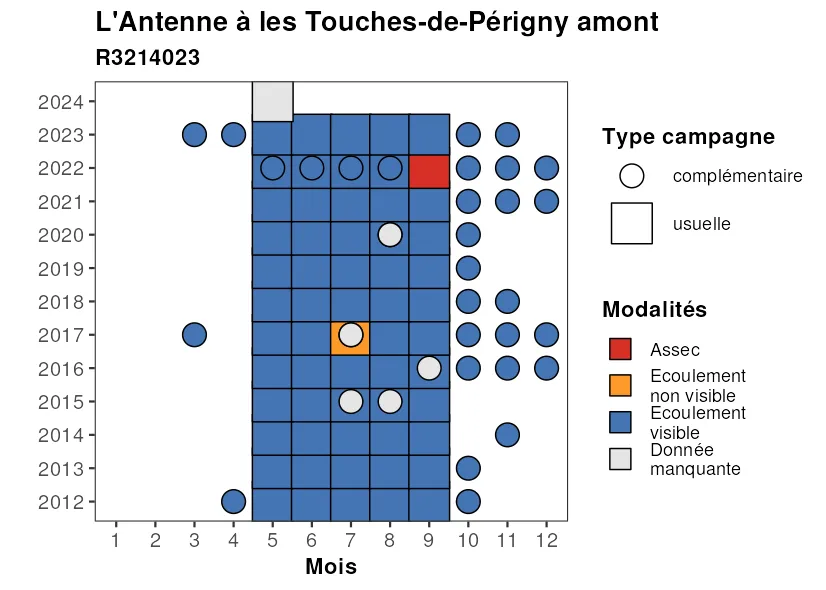 L'Antenne à les Touches-de-Périgny amont
R3214023
2024
2023
2022
2021
2020
2019
2018
2017
2016
2015
2014
2013
2012
1 2 3 4 5 6 7 8 9 10 11 12
Mois
Type campagne
complémentaire
usuelle
Modalités
Assec
Ecoulement
non visible
Ecoulement
visible
Donnée
manquante